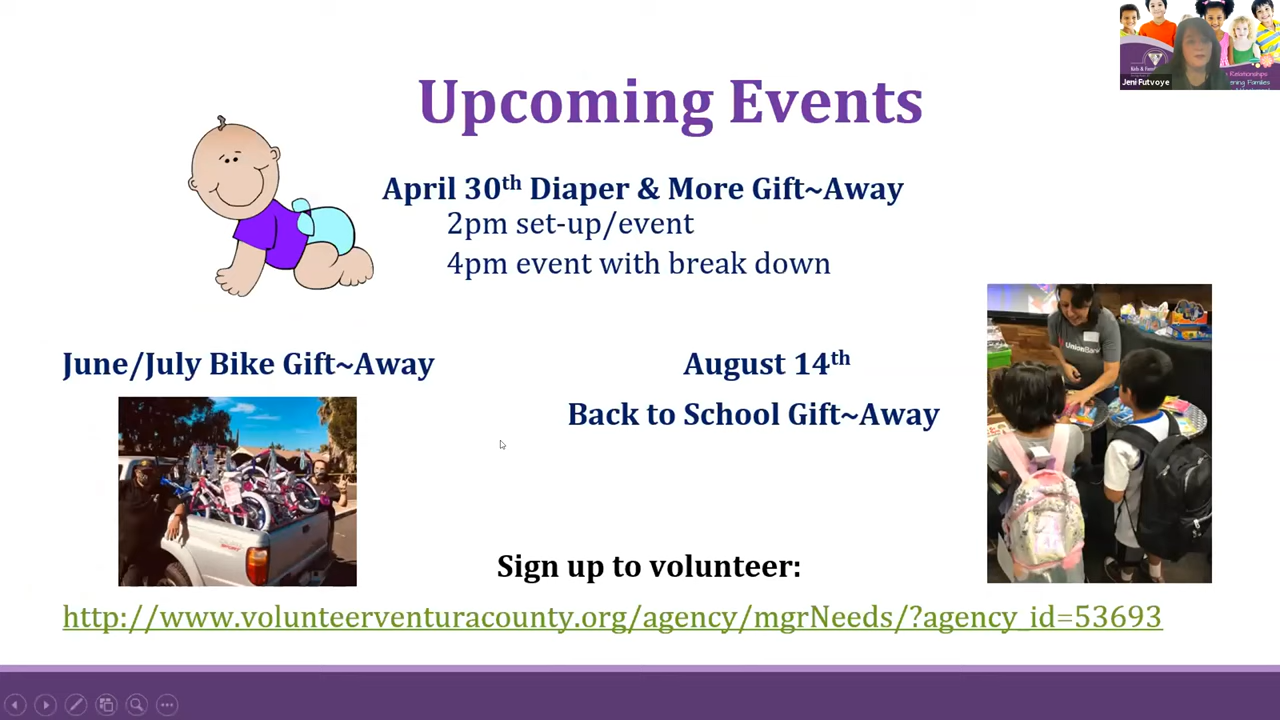 Upcoming Events
April 30th Diaper & More Gift~Away
2pm set-up/event
4pm event with break down
June/July Bike Gift~Away
August 14th
Back to School Gift~Away
Sign up to volunteer:
http://www.volunteerventuracounty.org/agency/mgrNeeds/?agency_id=53693
Jeni Futvoye
Relationships
UnionBan